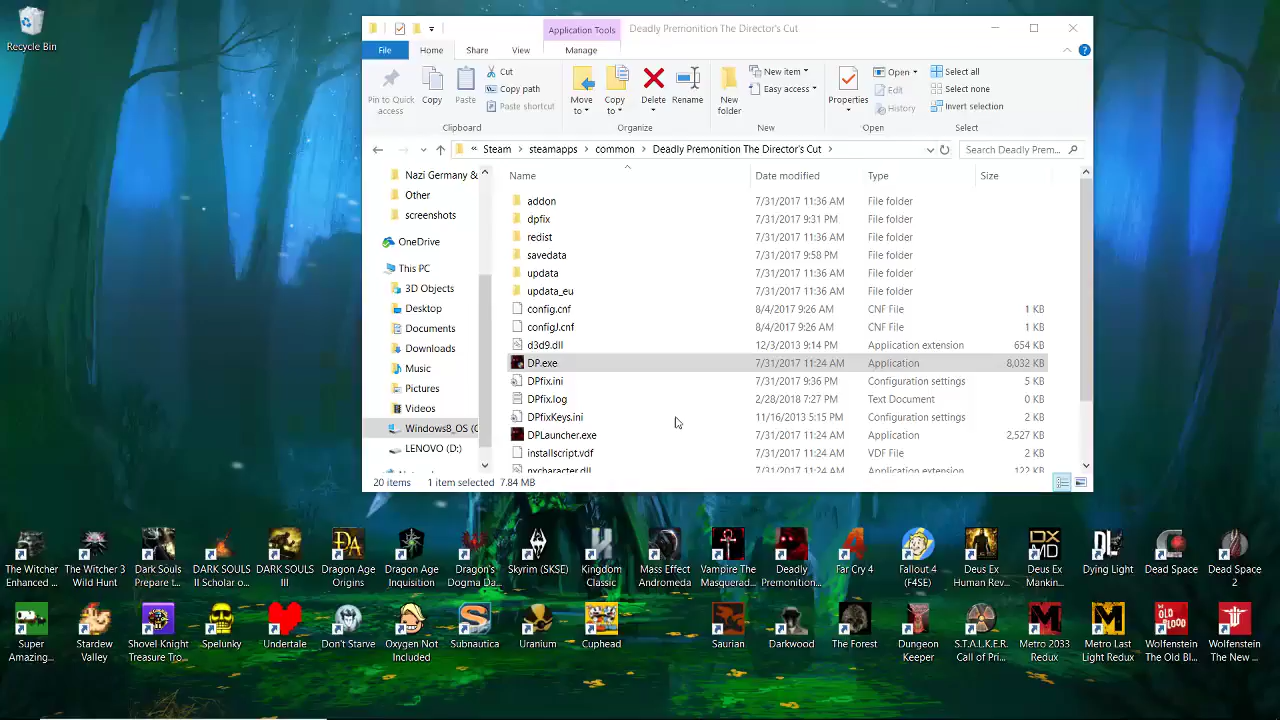 Recycle Bin
Application Tools
Deadly Premonition The Director's Cut
File
Home
Share
View
Manage
Pin to Quick access
Copy
Paste
Cut
Copy path
Paste shortcut
Clipboard
Move to
Copy to
Delete
Rename
Organize
New folder
New item
Easy access
New
Properties
Open
Edit
History
Open
Select all
Select none
Invert selection
Select
« Steam > steamapps > common > Deadly Premonition The Director's Cut >
Search Deadly Prem...
Name Date modified Type Size
Nazi Germany &
Other
screenshots
OneDrive
This PC
3D Objects
Desktop
Documents
Downloads
Music
Pictures
Videos
Windows8_OS (C
LENOVO (D:)
addon 7/31/2017 11:36 AM File folder
dpfix 7/31/2017 9:31 PM File folder
redist 7/31/2017 11:36 AM File folder
savedata 7/31/2017 9:58 PM File folder
updata 7/31/2017 11:36 AM File folder
updata_eu 7/31/2017 11:36 AM File folder
config.cnf 8/4/2017 9:26 AM CNF File 1 KB
configJ.cnf 8/4/2017 9:26 AM CNF File 1 KB
d3d9.dll 12/3/2013 9:14 PM Application extension 654 KB
DP.exe 7/31/2017 11:24 AM Application 8,032 KB
DPfix.ini 7/31/2017 9:36 PM Configuration settings 5 KB
DPfix.log 2/28/2018 7:27 PM Text Document 0 KB
DPfixKeys.ini 11/16/2013 5:15 PM Configuration settings 2 KB
DPLauncher.exe 7/31/2017 11:24 AM Application 2,527 KB
installscript.vdf 7/31/2017 11:24 AM VDF File 2 KB
nxcharacter.dll 7/31/2017 11:24 AM Application extension 122 KB
20 items 1 item selected 7.84 MB
The Witcher Enhanced ...
The Witcher 3 Wild Hunt
Dark Souls Prepare t...
DARK SOULS II Scholar o...
DARK SOULS III
Dragon Age Origins
Dragon Age Inquisition
Dragon's Dogma Da...
Skyrim (SKSE)
Kingdom Classic
Mass Effect Andromeda
Vampire The Masquerad...
Deadly Premonition...
Far Cry 4
Fallout.4 (F4SE)
Deus Ex Human Rev...
Deus Ex Mankin...
Dying Light
Dead Space
Dead Space 2
Super Amazing...
Stardew Valley
Shovel Knight Treasure Tro...
Spelunky
Undertale
Don't Starve
Oxygen Not Included
Subnautica
Uranium
Cuphead
Saurian
Darkwood
The Forest
Dungeon Keeper
S.T.A.L.K.E.R. Call of Pri...
Metro 2033 Redux
Metro Last Light Redux
Wolfenstein The Old Bl...
Wolfenstein The New ...